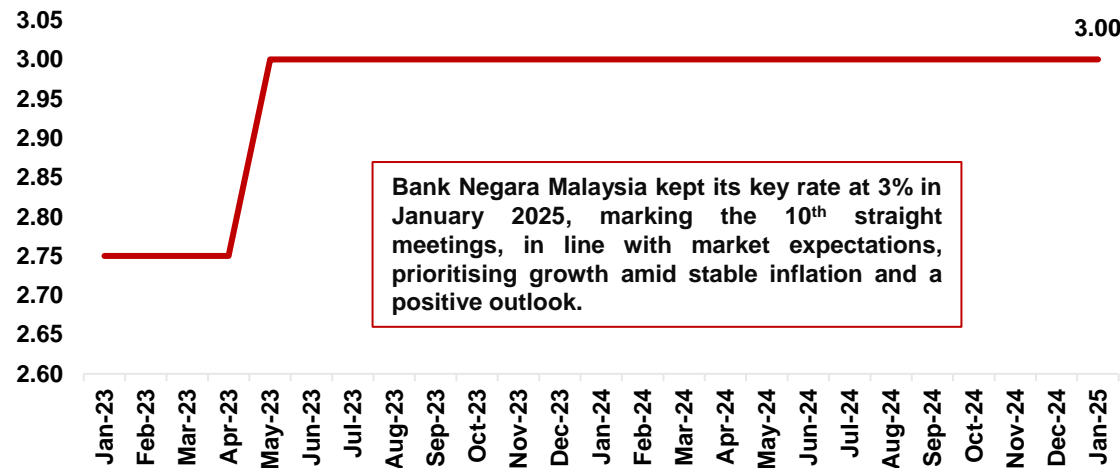 3.05
3.00
3.00
2.95
2.90
2.85
2.80
2.75
2.70
2.65
2.60
Bank Negara Malaysia kept its key rate at 3% in
January 2025, marking the 10th straight
meetings, in line with market expectations,
prioritising growth amid stable inflation and a
positive outlook.
Jan-23
Feb-23
Mar-23
Apr-23
May-23
Jun-23
Jul-23
Aug-23
Sep-23
Oct-23
Nov-23
Dec-23
Jan-24
Feb-24
Mar-24
Apr-24
May-24
Jun-24
Jul-24
Aug-24
Sep-24
Oct-24
Nov-24
Dec-24
Jan-25